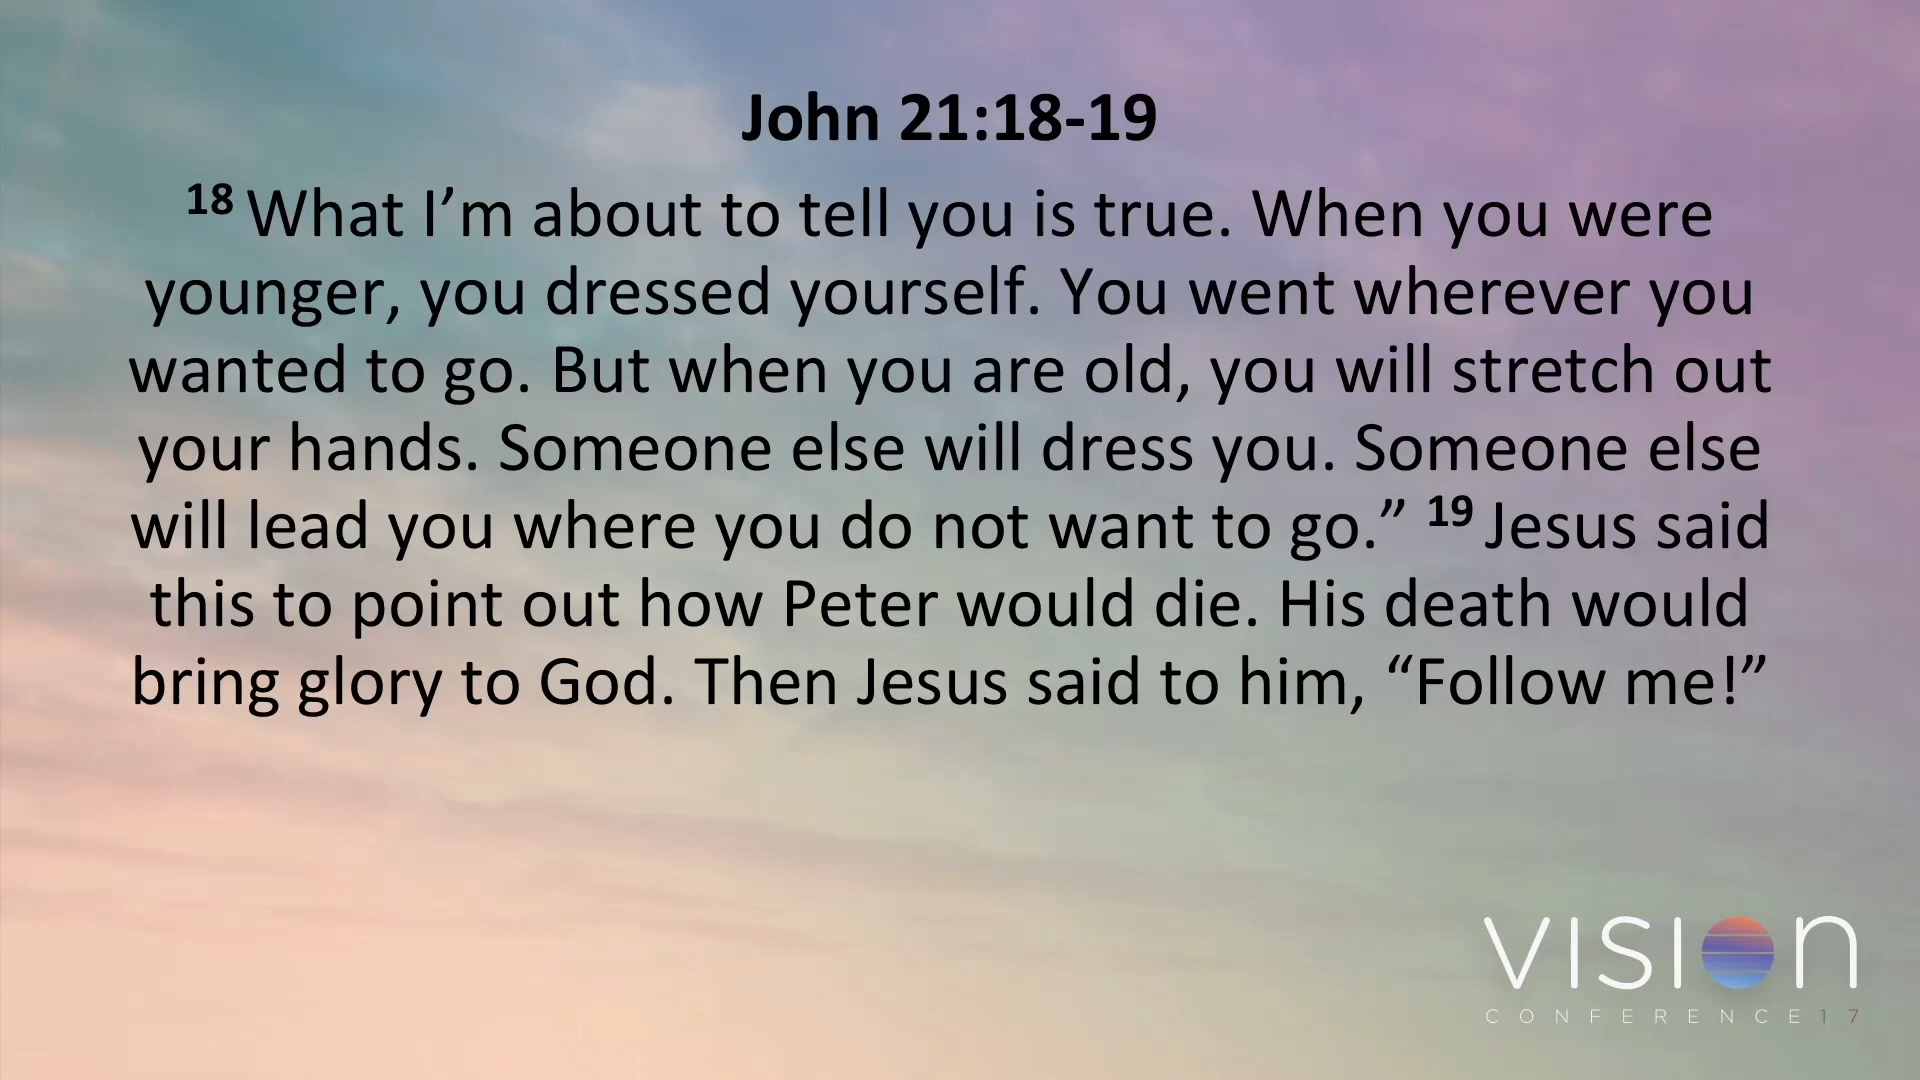 John 21:18-19
18 What I’m about to tell you is true. When you were
younger, you dressed yourself. You went wherever you
wanted to go. But when you are old, you will stretch out
your hands. Someone else will dress you. Someone else
will lead you where you do not want to go.” 19 Jesus said
this to point out how Peter would die. His death would
bring glory to God. Then Jesus said to him, “Follow me!”
VISION
CONFERENCE17